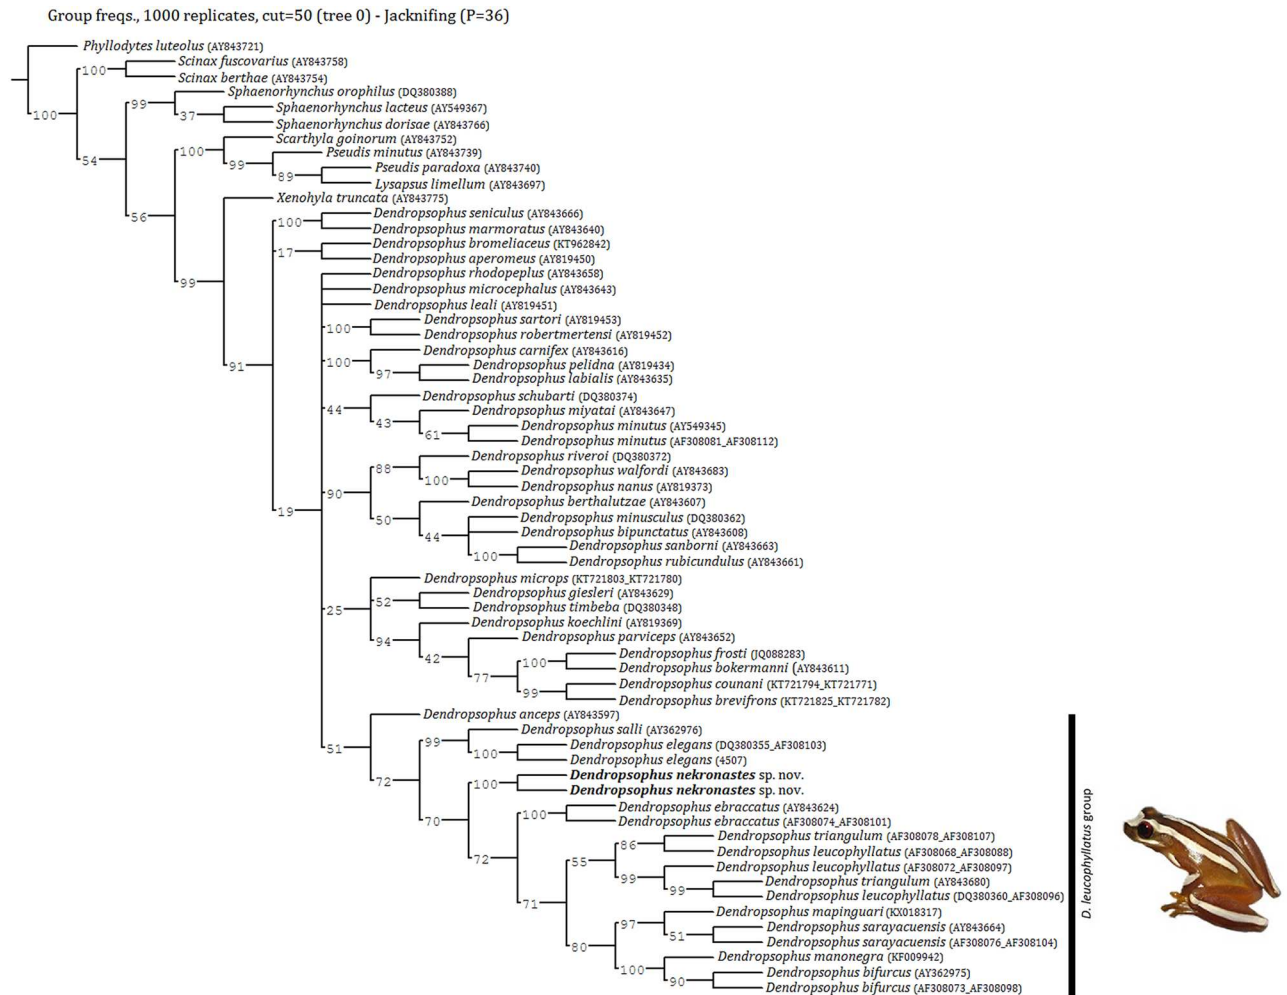 Group freqs., 1000 replicates, cut=50 (tree 0) - Jacknifing (P=36)
Phyllodytes luteolus (AY843721)
Scinax fuscovarius (AY843758)
100
Scinax berthae (AY843754)
Sphaenorhynchus orophilus (DQ380388)
99
Sphaenorhynchus lacteus (AY549367)
100
37
Sphaenorhynchus dorisae (AY843766)
Scarthyla goinorum (AY843752)
100
Pseudis minutus (AY843739)
54
99
Pseudis paradoxa (AY843740)
89
Lysapsus limellum (AY843697)
Xenohyla truncata (AY843775)
56
Dendropsophus seniculus (AY843666)
100
Dendropsophus marmoratus (AY843640)
Dendropsophus bromeliaceus (KT962842)
17
Dendropsophus aperomeus (AY819450)
Dendropsophus rhodopeplus (AY843658)
99
Dendropsophus microcephalus (AY843643)
Dendropsophus leali (AY819451)
Dendropsophus sartori (AY819453)
100
Dendropsophus robertmertensi (AY819452)
Dendropsophus carnifex (AY843616)
100
Dendropsophus pelidna (AY819434)
91
97
Dendropsophus labialis (AY843635)
Dendropsophus schubarti (DQ380374)
44
Dendropsophus miyatai (AY843647)
43
Dendropsophus minutus (AY549345)
61
Dendropsophus minutus (AF308081_AF308112)
Dendropsophus riveroi (DQ380372)
88
Dendropsophus walfordi (AY843683)
100
Dendropsophus nanus (AY819373)
90
Dendropsophus berthalutzae (AY843607)
19
50
Dendropsophus minusculus (DQ380362)
Dendropsophus bipunctatus (AY843608)
44
Dendropsophus sanborni (AY843663)
100
Dendropsophus rubicundulus (AY843661)
Dendropsophus microps (KT721803_KT721780)
Dendropsophus giesleri (AY843629)
52
Dendropsophus timbeba (DQ380348)
25
Dendropsophus koechlini (AY819369)
94
Dendropsophus parviceps (AY843652)
42
Dendropsophus frosti (JQ088283)
100
Dendropsophus bokermanni (AY843611)
77
Dendropsophus counani (KT721794_KT721771)
99
Dendropsophus brevifrons (KT721825_KT721782)
Dendropsophus anceps (AY843597)
Dendropsophus salli (AY362976)
99
Dendropsophus elegans (DQ380355_AF308103)
51
100
Dendropsophus elegans (4507)
72
Dendropsophus nekronastes sp. nov.
100
Dendropsophus nekronastes sp. nov.
Dendropsophus ebraccatus (AY843624)
70
100
Dendropsophus ebraccatus (AF308074_AF308101)
Dendropsophus triangulum (AF308078_AF308107)
86
Dendropsophus leucophyllatus (AF308068_AF308088)
72
55
Dendropsophus leucophyllatus (AF308072_AF308097)
99
Dendropsophus triangulum (AY843680)
99
Dendropsophus leucophyllatus (DQ380360_AF308096)
71
Dendropsophus mapinguari (KX018317)
97
Dendropsophus sarayacuensis (AY843664)
51
Dendropsophus sarayacuensis (AF308076_AF308104)
80
Dendropsophus manonegra (KF009942)
100
Dendropsophus bifurcus (AY362975)
90
Dendropsophus bifurcus (AF308073_AF308098)
D. leucophyllatus group